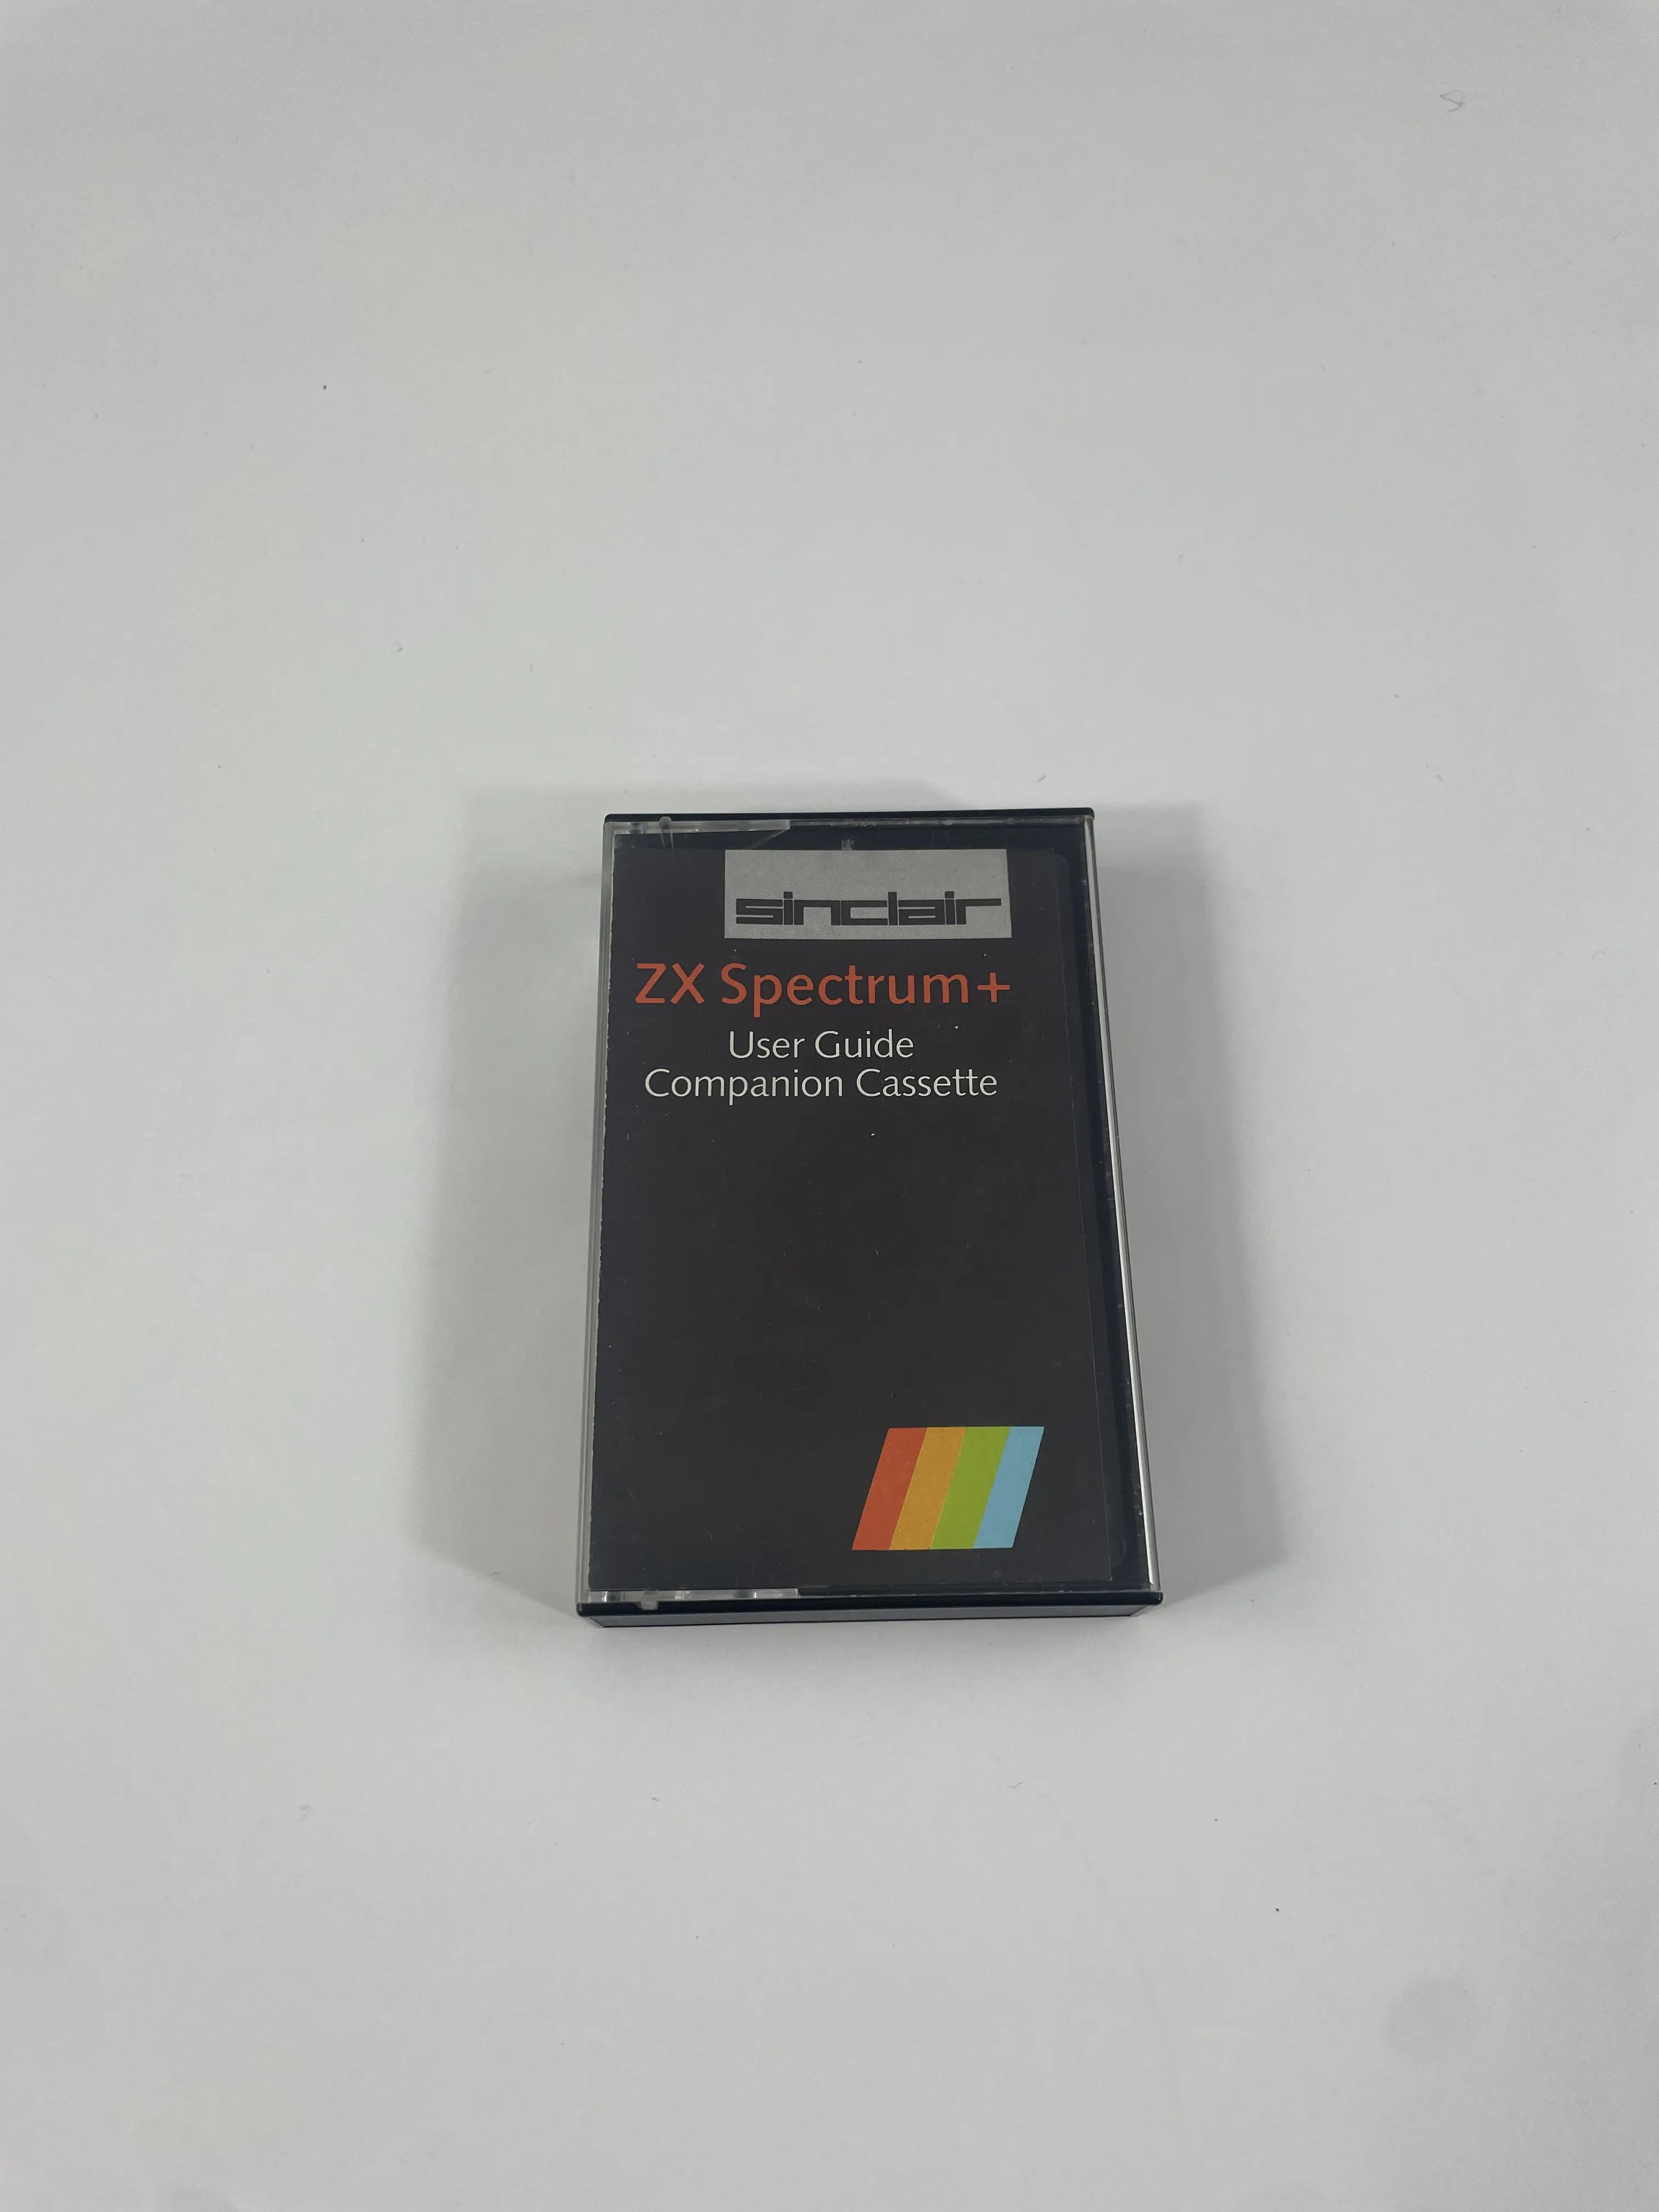 sinclair
ZX Spectrum+
User Guide
Companion Cassette